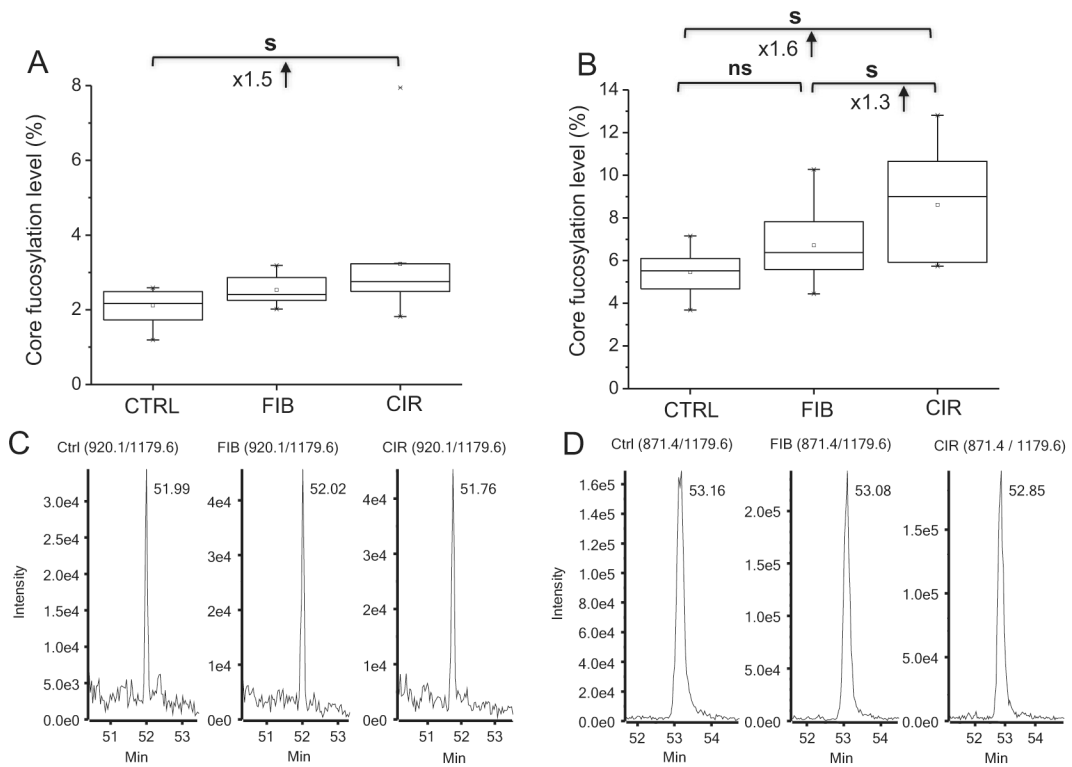 A
s
x1.5
Core fucosylation level (%)
8
6
4
2
0
CTRL FIB CIR
B
s
x1.6
ns s
x1.3
Core fucosylation level (%)
14
12
10
8
6
4
2
0
CTRL FIB CIR
C
Ctrl (920.1/1179.6)
51.99
3.0e4
2.5e4
2.0e4
1.5e4
1.0e4
5.0e3
0.0e0
Intensity
51 52 53
Min
FIB (920.1/1179.6)
52.02
4e4
3e4
2e4
1e4
0.0e0
51 52 53
Min
CIR (920.1/1179.6)
51.76
4e4
3e4
2e4
1e4
0.0e0
51 52 53
Min
D
Ctrl (871.4/1179.6)
53.16
1.6e5
1.4e5
1.2e5
1.0e5
8.0e4
6.0e4
4.0e4
2.0e4
0.0e0
Intensity
52 53 54
Min
FIB (871.4/1179.6)
53.08
2.0e5
1.5e5
1.0e5
5.0e4
0.0e0
52 53 54
Min
CIR (871.4 / 1179.6)
52.85
1.5e5
1.0e5
5.0e4
0.0e0
52 53 54
Min